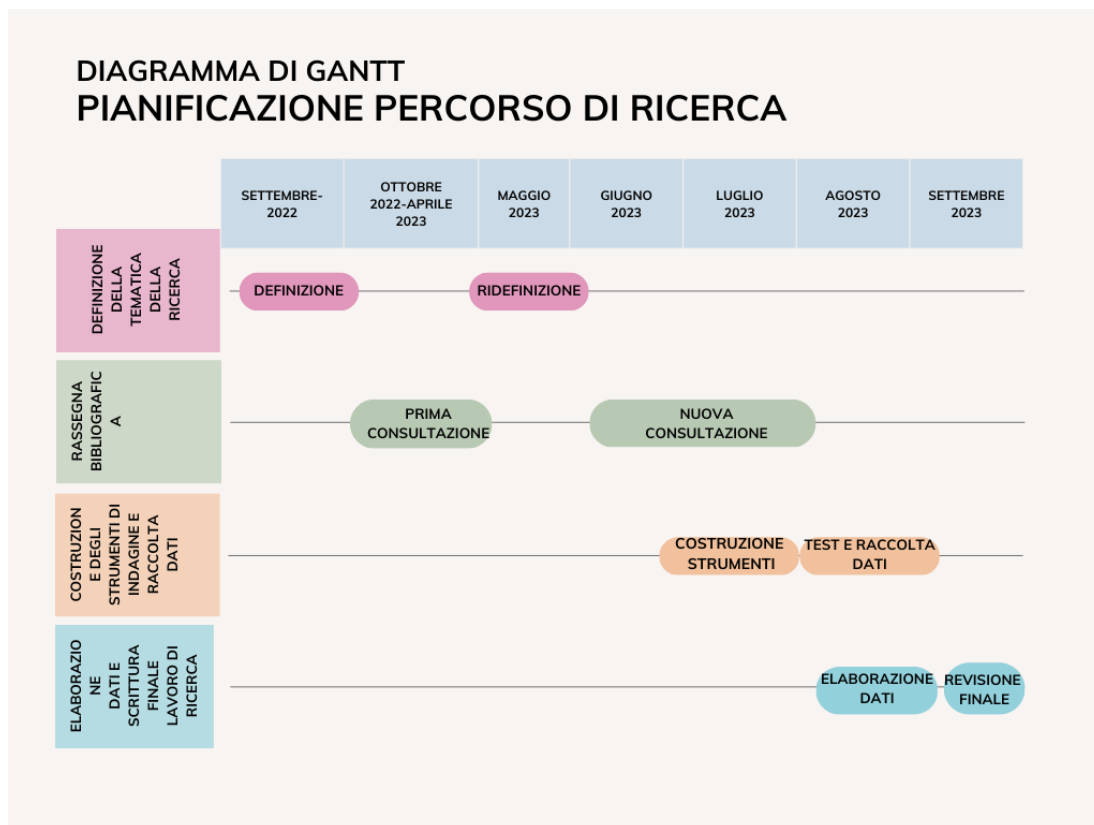 DIAGRAMMA DI GANTT
PIANIFICAZIONE PERCORSO DI RICERCA
SETTEMBRE-
2022
OTTOBRE
2022-APRILE
2023
MAGGIO
2023
GIUGNO
2023
LUGLIO
2023
AGOSTO
2023
SETTEMBRE
2023
DEFINIZIONE
DELLA
TEMATICA
DELLA
RICERCA
DEFINIZIONE
RIDEFINIZIONE
RASSEGNA
BIBLIOGRAFIC
A
PRIMA
CONSULTAZIONE
NUOVA
CONSULTAZIONE
COSTRUZION
E DEGLI
STRUMENTI DI
INDAGINE E
RACCOLTA
DATI
COSTRUZIONE
STRUMENTI
TEST E RACCOLTA
DATI
ELABORAZIO
NE
DATI E
SCRITTURA
FINALE
LAVORO DI
RICERCA
ELABORAZIONE
DATI
REVISIONE
FINALE